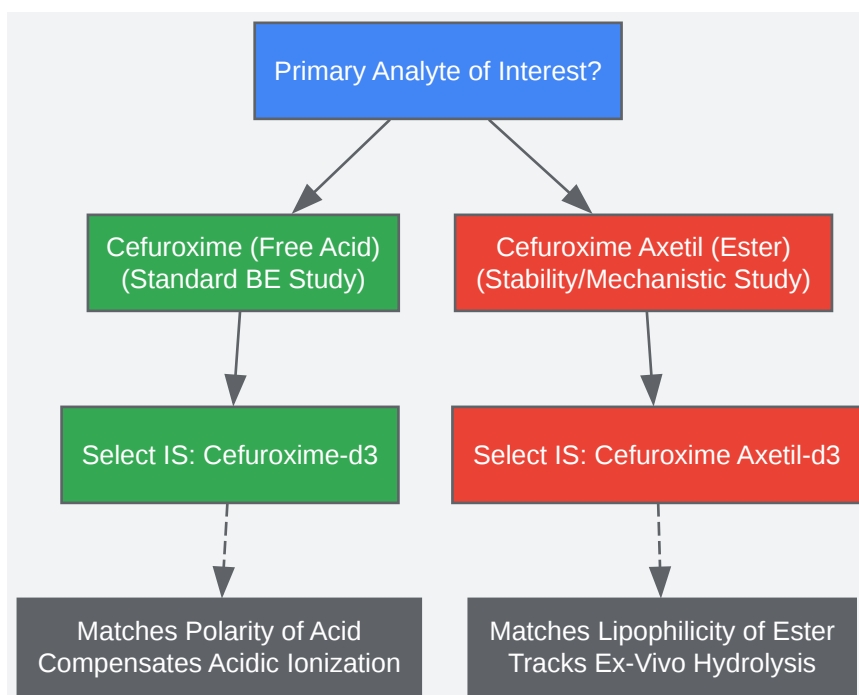 Primary Analyte of Interest?
Cefuroxime (Free Acid)
(Standard BE Study)
Cefuroxime Axetil (Ester)
(Stability/Mechanistic Study)
Select IS: Cefuroxime-d3
Select IS: Cefuroxime Axetil-d3
Matches Polarity of Acid
Compensates Acidic Ionization
Matches Lipophilicity of Ester
Tracks Ex-Vivo Hydrolysis